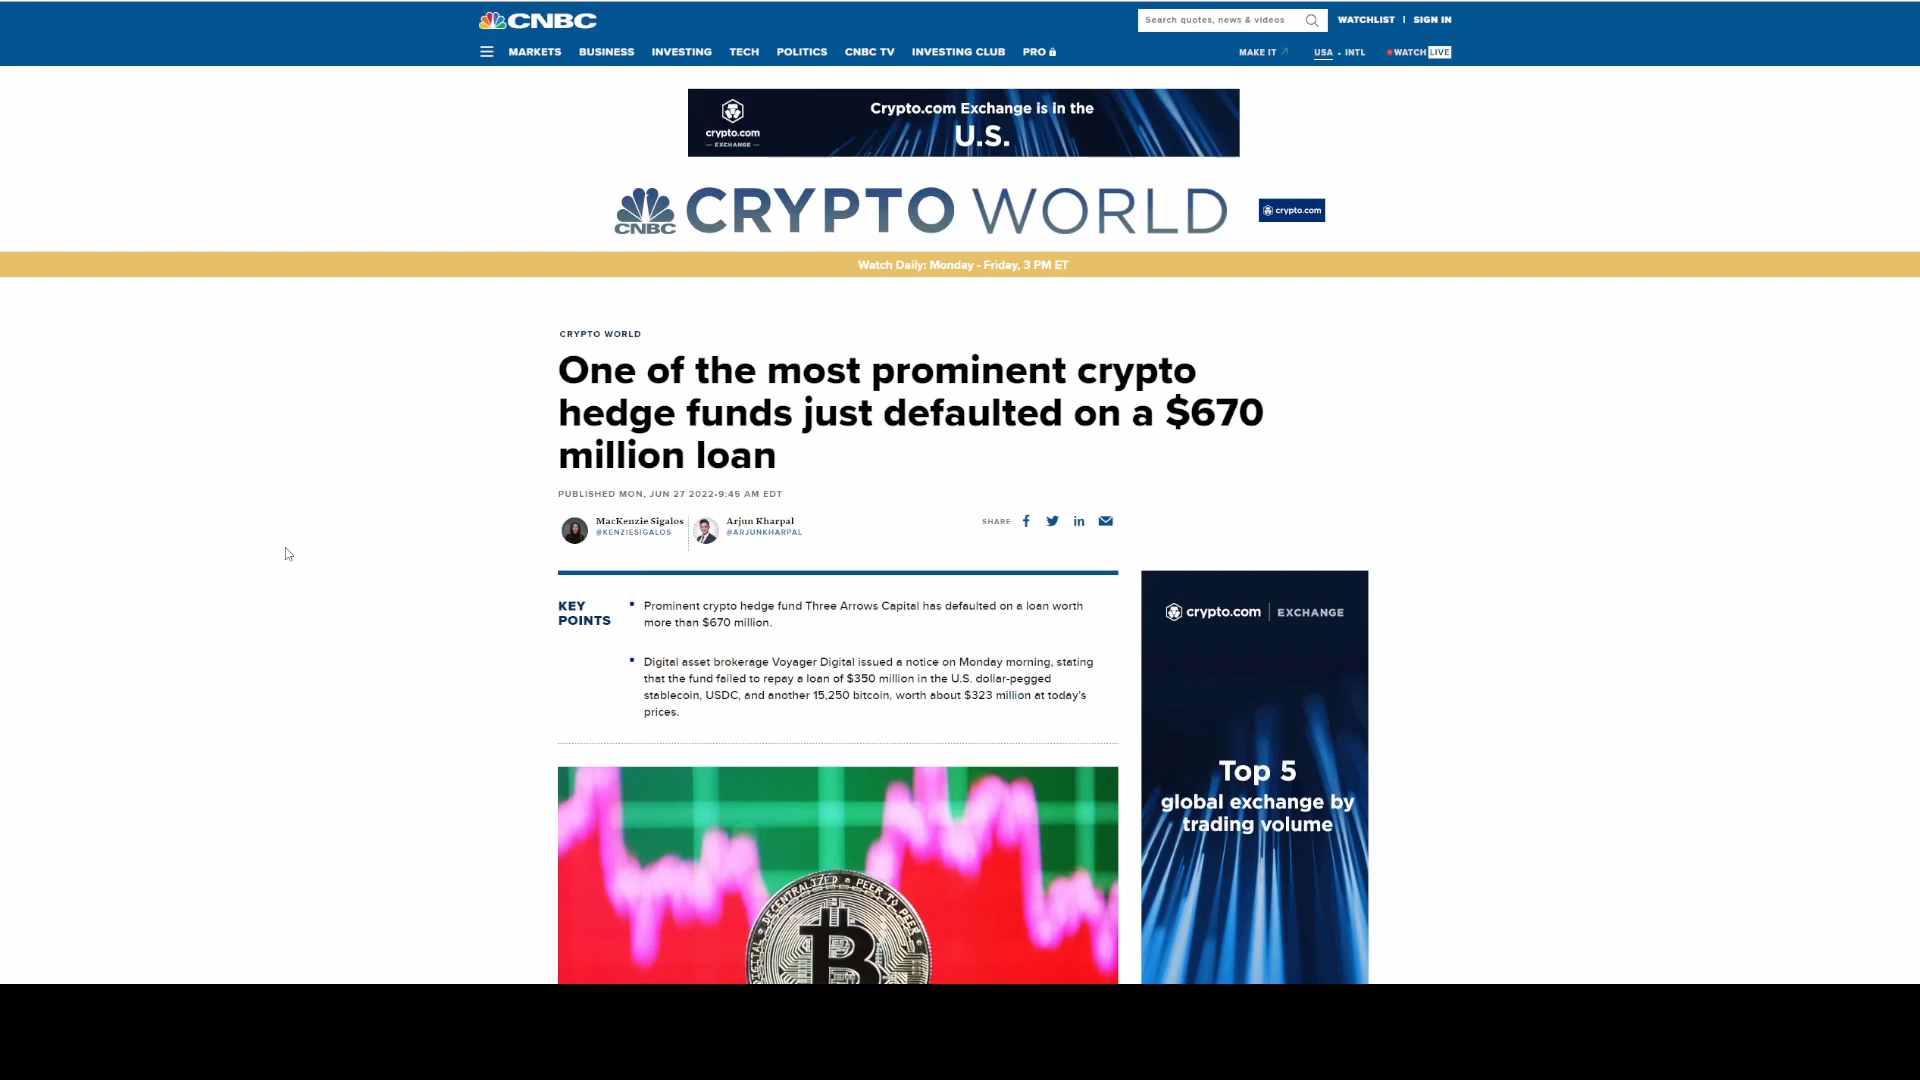 CNBC
Search quotes, news & videos
WATCHLIST | SIGN IN
MARKETS BUSINESS INVESTING TECH POLITICS CNBC TV INVESTING CLUB PRO
MAKE IT USA • INTL WATCH LIVE
crypto.com
— EXCHANGE —
Crypto.com Exchange is in the
U.S.
CNBC
CRYPTO WORLD
crypto.com
Watch Daily: Monday - Friday, 3 PM ET
CRYPTO WORLD
One of the most prominent crypto
hedge funds just defaulted on a $670
million loan
PUBLISHED MON, JUN 27 2022•9:45 AM EDT
MacKenzie Sigalos
@KENZIESIGALOS
Arjun Kharpal
@ARJUNKHARPAL
SHARE
KEY
POINTS
• Prominent crypto hedge fund Three Arrows Capital has defaulted on a loan worth
more than $670 million.
• Digital asset brokerage Voyager Digital issued a notice on Monday morning, stating
that the fund failed to repay a loan of $350 million in the U.S. dollar-pegged
stablecoin, USDC, and another 15,250 bitcoin, worth about $323 million at today's
prices.
crypto.com | EXCHANGE
Top 5
global exchange by
trading volume
DIGITAL • DECENTRALIZED • PEER TO PEER